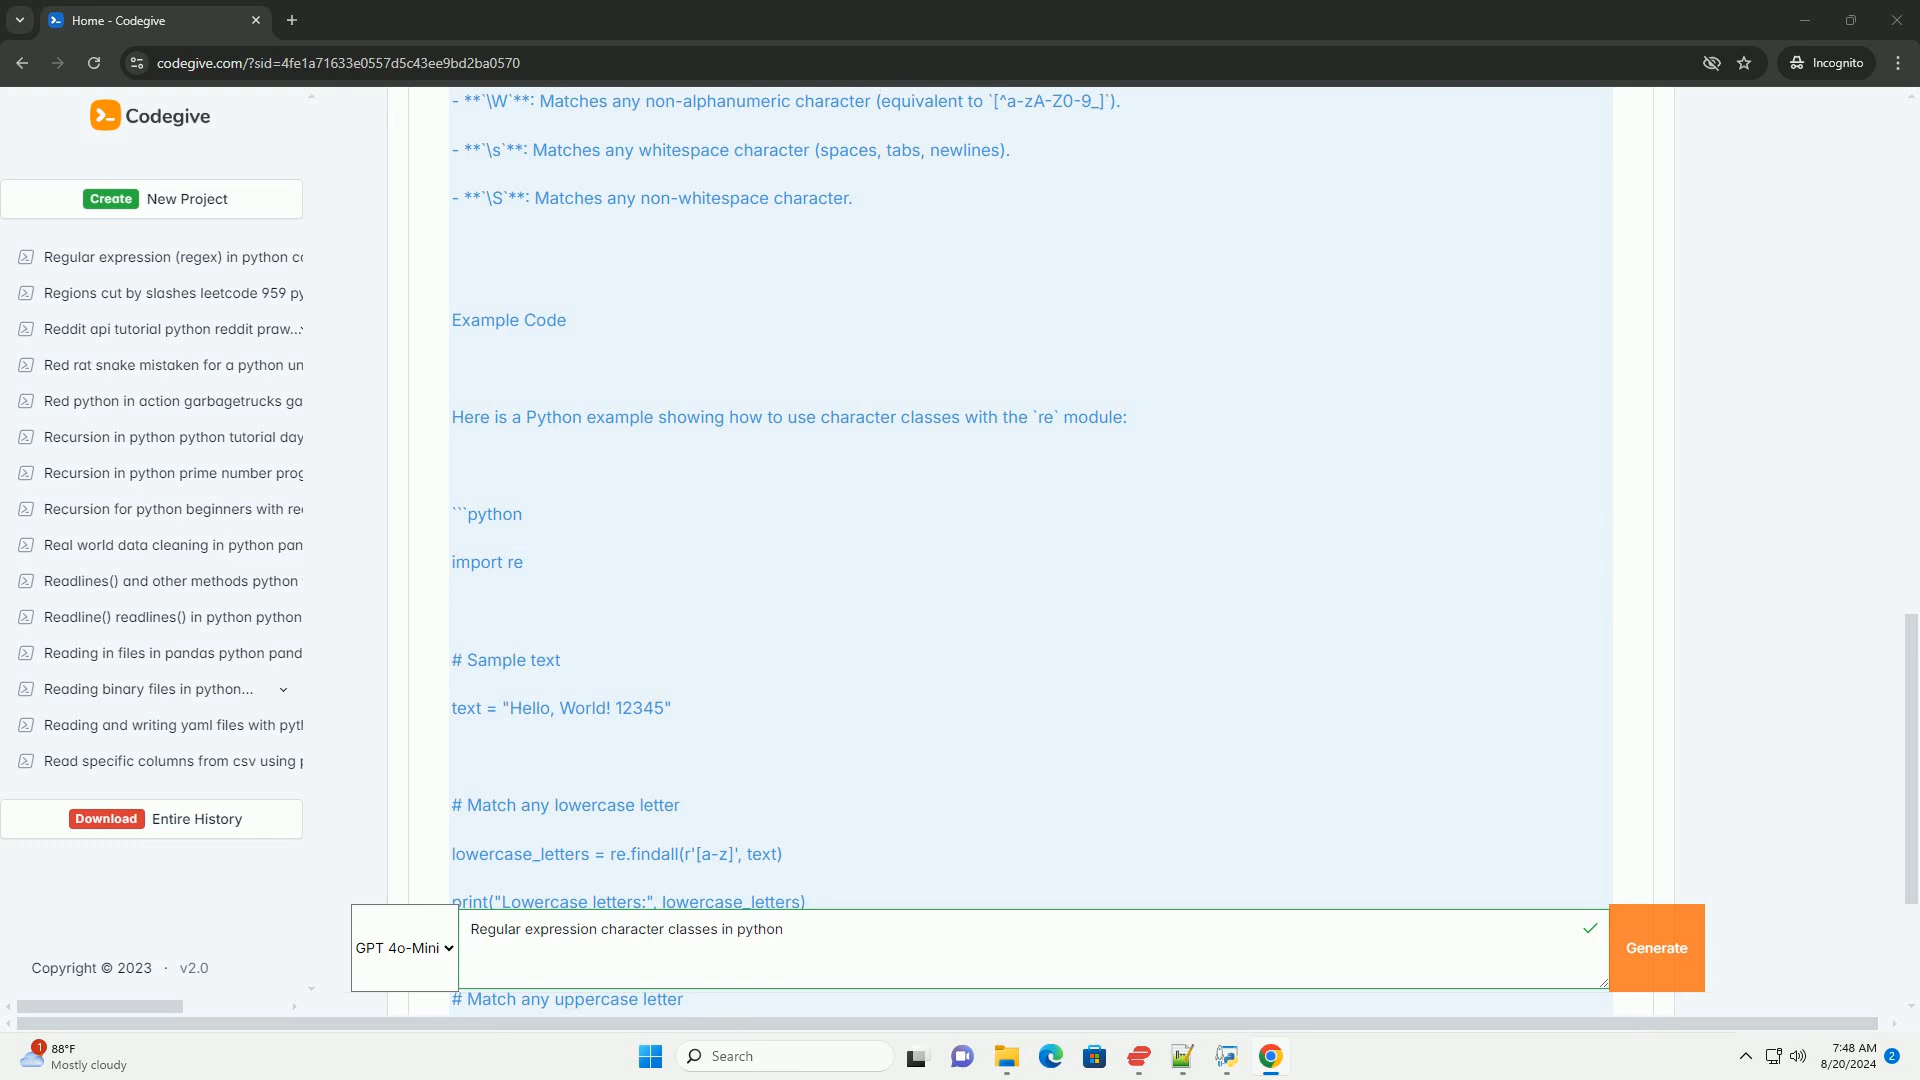 Home - Codegive
codegive.com/?sid=4fe1a71633e0557d5c43ee9bd2ba0570
Incognito
Codegive
Create New Project
Regular expression (regex) in python
Regions cut by slashes leetcode 959 py
Reddit api tutorial python reddit praw...
Red rat snake mistaken for a python un
Red python in action garbagetrucks ga
Recursion in python python tutorial day
Recursion in python prime number prog
Recursion for python beginners with re
Real world data cleaning in python pan
Readlines() and other methods python
Readline() readlines() in python python
Reading in files in pandas python pand
Reading binary files in python...
Reading and writing yaml files with pyt
Read specific columns from csv using
Download Entire History
Copyright © 2023 · v2.0
- **`\W`**: Matches any non-alphanumeric character (equivalent to `[^a-zA-Z0-9_]`).
- **`\s`**: Matches any whitespace character (spaces, tabs, newlines).
- **`\S`**: Matches any non-whitespace character.
Example Code
Here is a Python example showing how to use character classes with the `re` module:
```python
import re
# Sample text
text = "Hello, World! 12345"
# Match any lowercase letter
lowercase_letters = re.findall(r'[a-z]', text)
print("Lowercase letters:", lowercase_letters)
GPT 4o-Mini
Regular expression character classes in python
Generate
# Match any uppercase letter
1
88°F
Mostly cloudy
Search
7:48 AM
8/20/2024
2